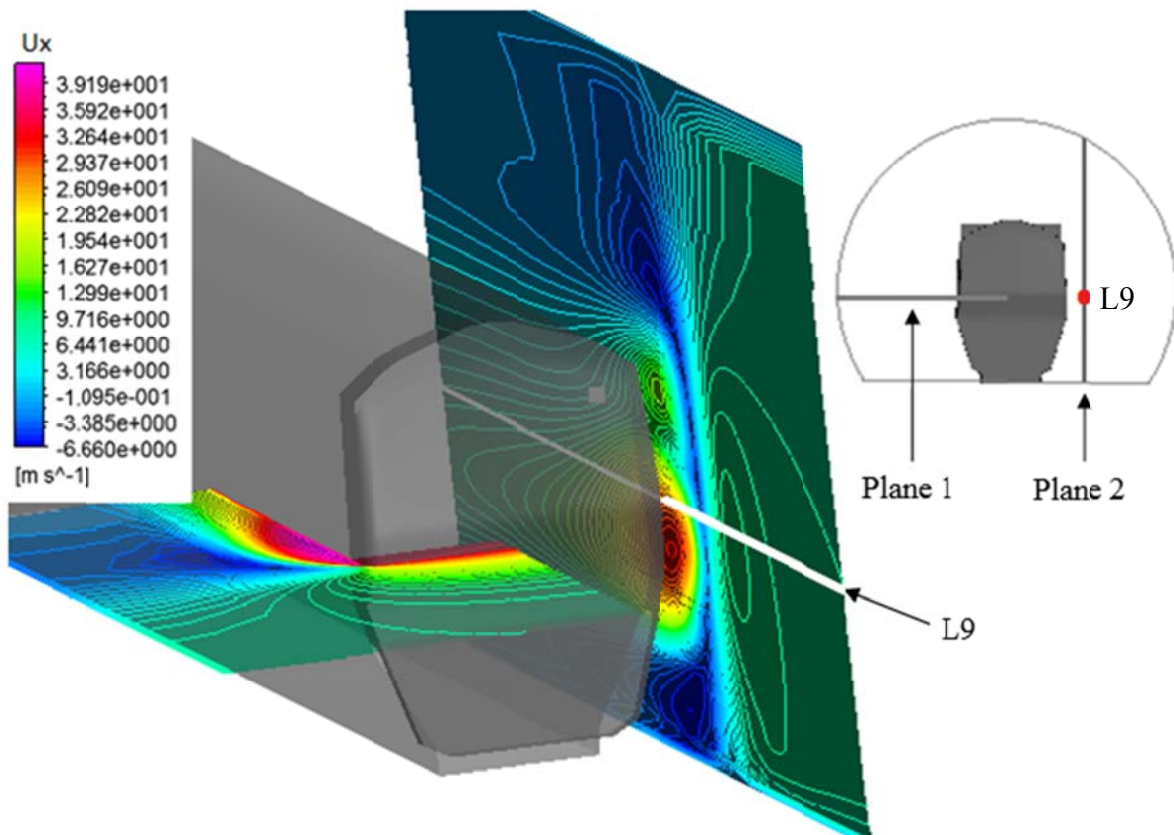 Ux
3.919e+001
3.592e+001
3.264e+001
2.937e+001
2.609e+001
2.282e+001
1.954e+001
1.627e+001
1.299e+001
9.716e+000
6.441e+000
3.166e+000
-1.095e-001
-3.385e+000
-6.660e+000
[m s^-1]
L9
Plane 1
Plane 2
L9